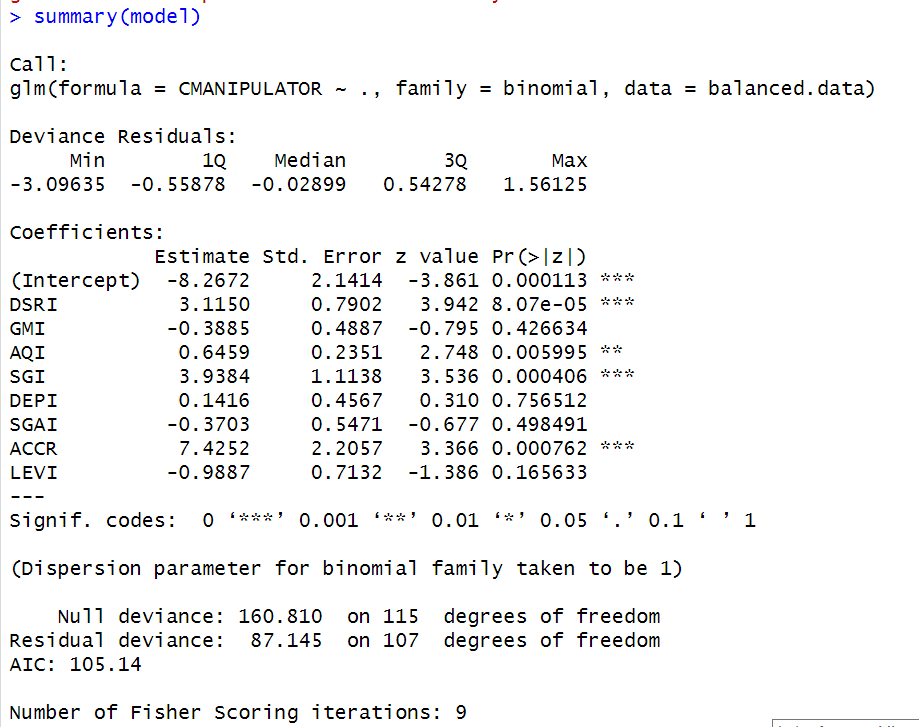 > summary(model)
Call:
glm(formula = CMANIPULATOR ~ ., family = binomial, data = balanced.data)
Deviance Residuals:
Min 1Q Median 3Q Max
-3.09635 -0.55878 -0.02899 0.54278 1.56125
Coefficients:
Estimate Std. Error z value Pr(>|z|)
(Intercept) -8.2672 2.1414 -3.861 0.000113 ***
DSRI 3.1150 0.7902 3.942 8.07e-05 ***
GMI -0.3885 0.4887 -0.795 0.426634
AQI 0.6459 0.2351 2.748 0.005995 **
SGI 3.9384 1.1138 3.536 0.000406 ***
DEPI 0.1416 0.4567 0.310 0.756512
SGAI -0.3703 0.5471 -0.677 0.498491
ACCR 7.4252 2.2057 3.366 0.000762 ***
LEVI -0.9887 0.7132 -1.386 0.165633
---
Signif. codes: 0 ‘***’ 0.001 ‘**’ 0.01 ‘*’ 0.05 ‘.’ 0.1 ‘ ’ 1
(Dispersion parameter for binomial family taken to be 1)
Null deviance: 160.810 on 115 degrees of freedom
Residual deviance: 87.145 on 107 degrees of freedom
AIC: 105.14
Number of Fisher Scoring iterations: 9